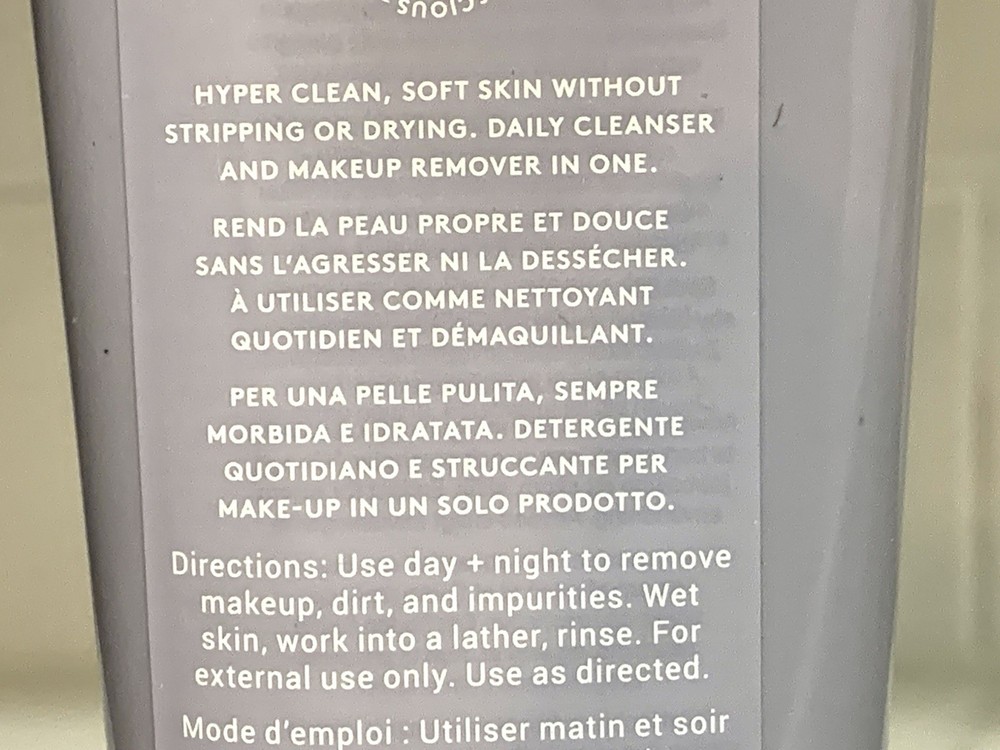 HYPER CLEAN, SOFT SKIN WITHOUT
STRIPPING OR DRYING. DAILY CLEANSER
AND MAKEUP REMOVER IN ONE.
REND LA PEAU PROPRE ET DOUCE
SANS L'AGRESSER NI LA DESSÉCHER.
À UTILISER COMME NETTOYANT
QUOTIDIEN ET DÉMAQUILLANT.
PER UNA PELLE PULITA, SEMPRE
MORBIDA E IDRATATA. DETERGENTE
QUOTIDIANO E STRUCCANTE PER
MAKE-UP IN UN SOLO PRODOTTO.
Directions: Use day + night to remove
makeup, dirt, and impurities. Wet
skin, work into a lather, rinse. For
external use only. Use as directed.
Mode d'emploi : Utiliser matin et soir